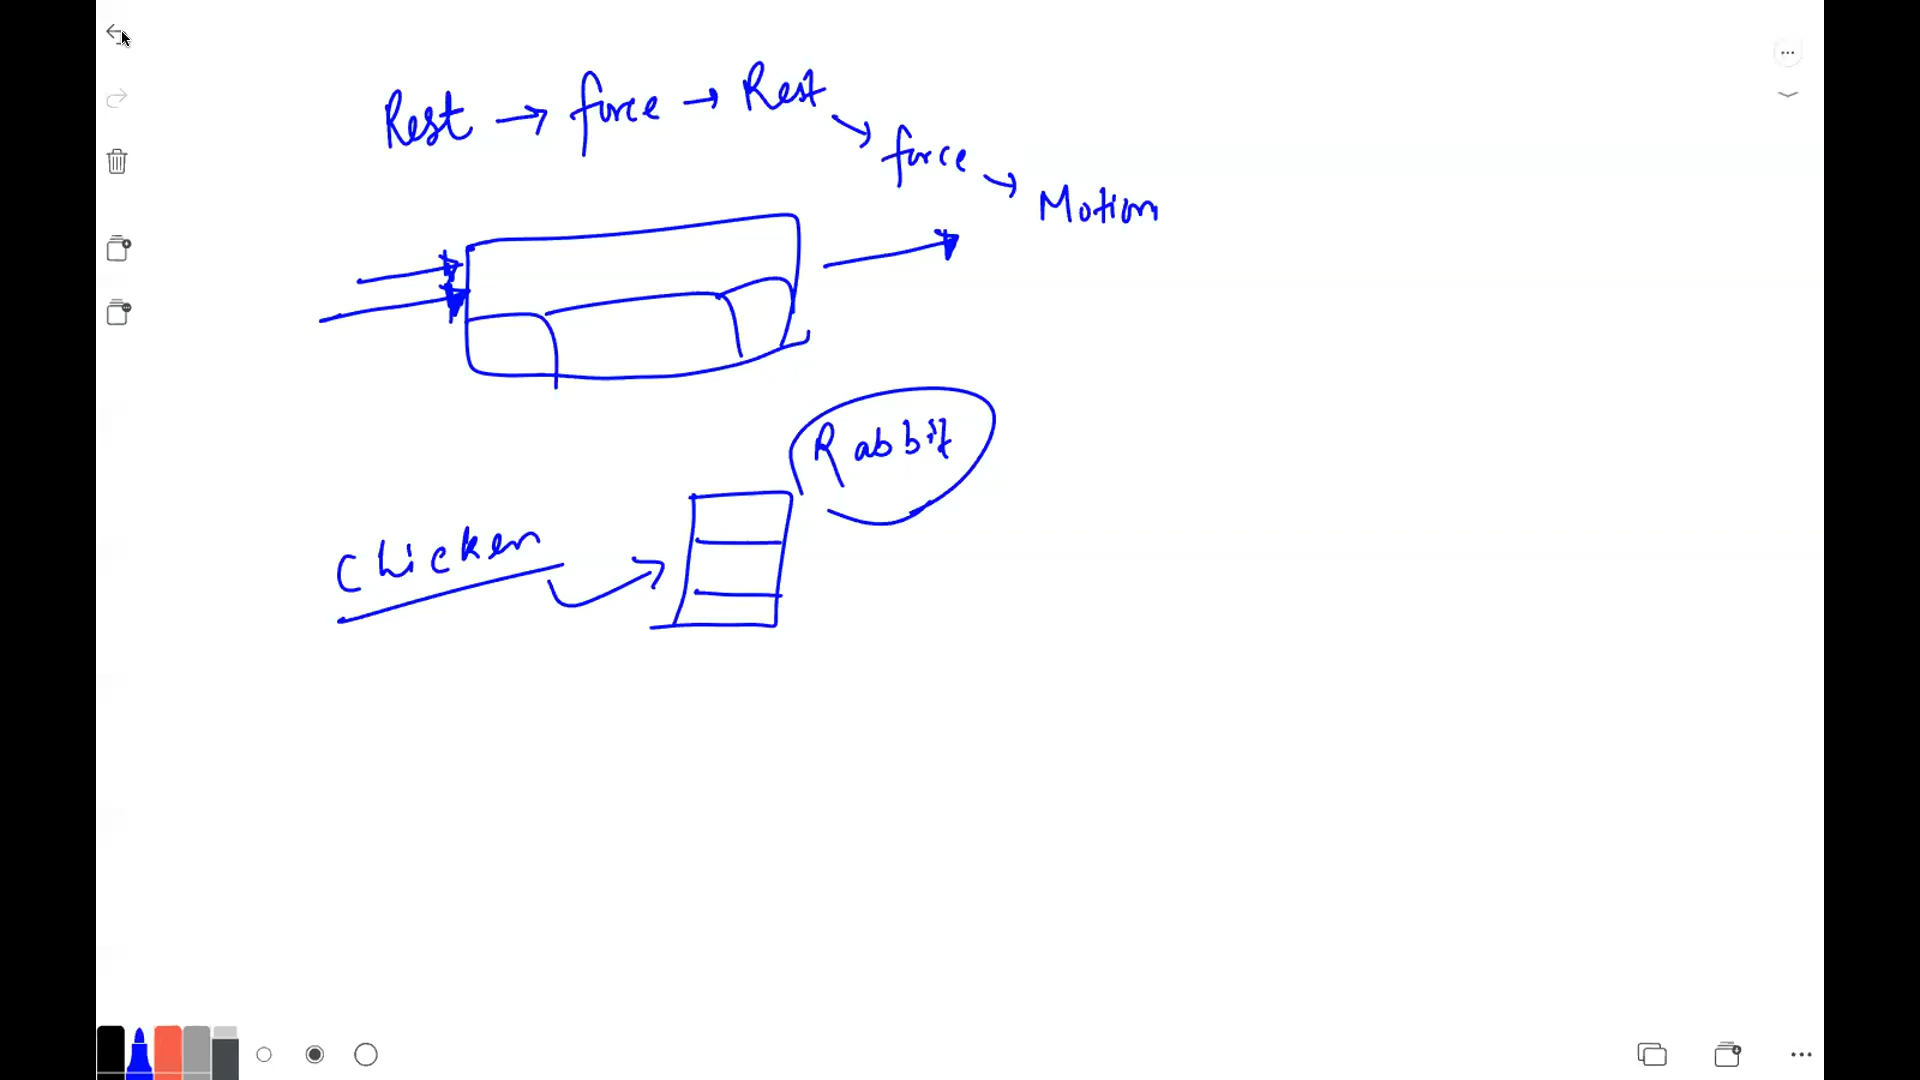 Rest → force → Rest
→ force → Motion
Rabbit
Chicken